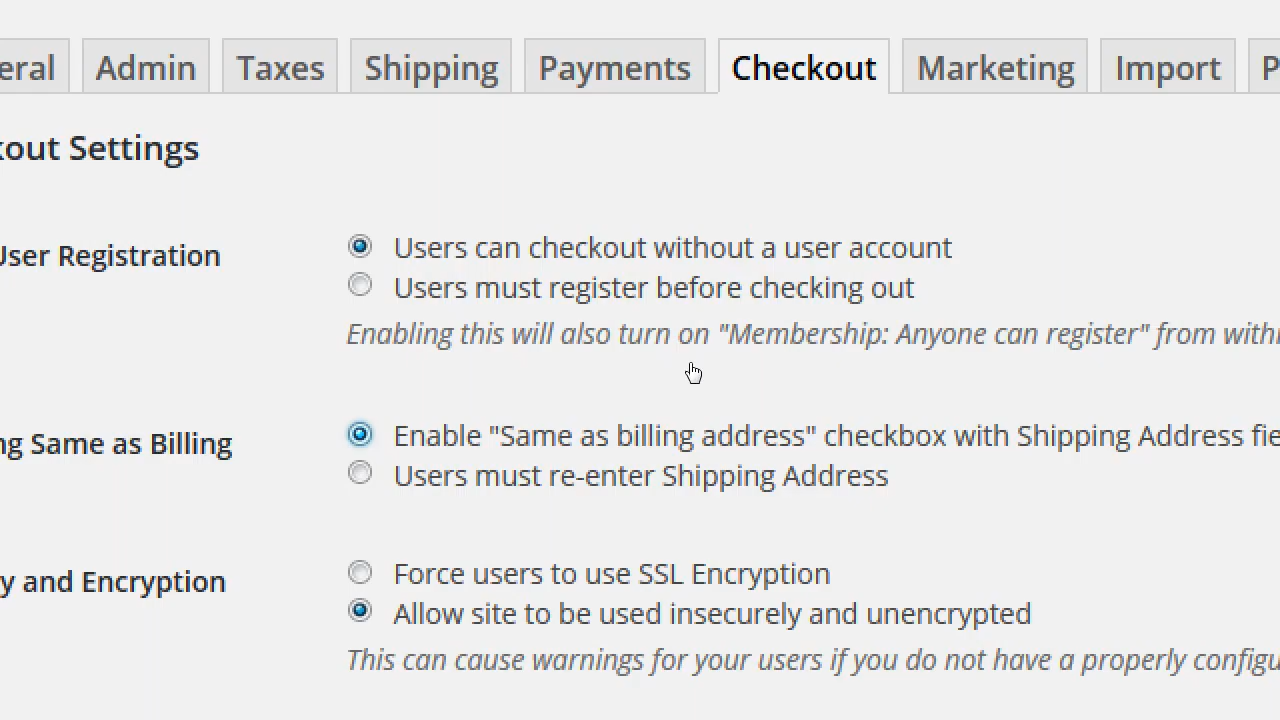 eral Admin Taxes Shipping Payments Checkout Marketing Import P
kout Settings
User Registration
Users can checkout without a user account
Users must register before checking out
Enabling this will also turn on "Membership: Anyone can register" from withi
ng Same as Billing
Enable "Same as billing address" checkbox with Shipping Address fie
Users must re-enter Shipping Address
y and Encryption
Force users to use SSL Encryption
Allow site to be used insecurely and unencrypted
This can cause warnings for your users if you do not have a properly configu